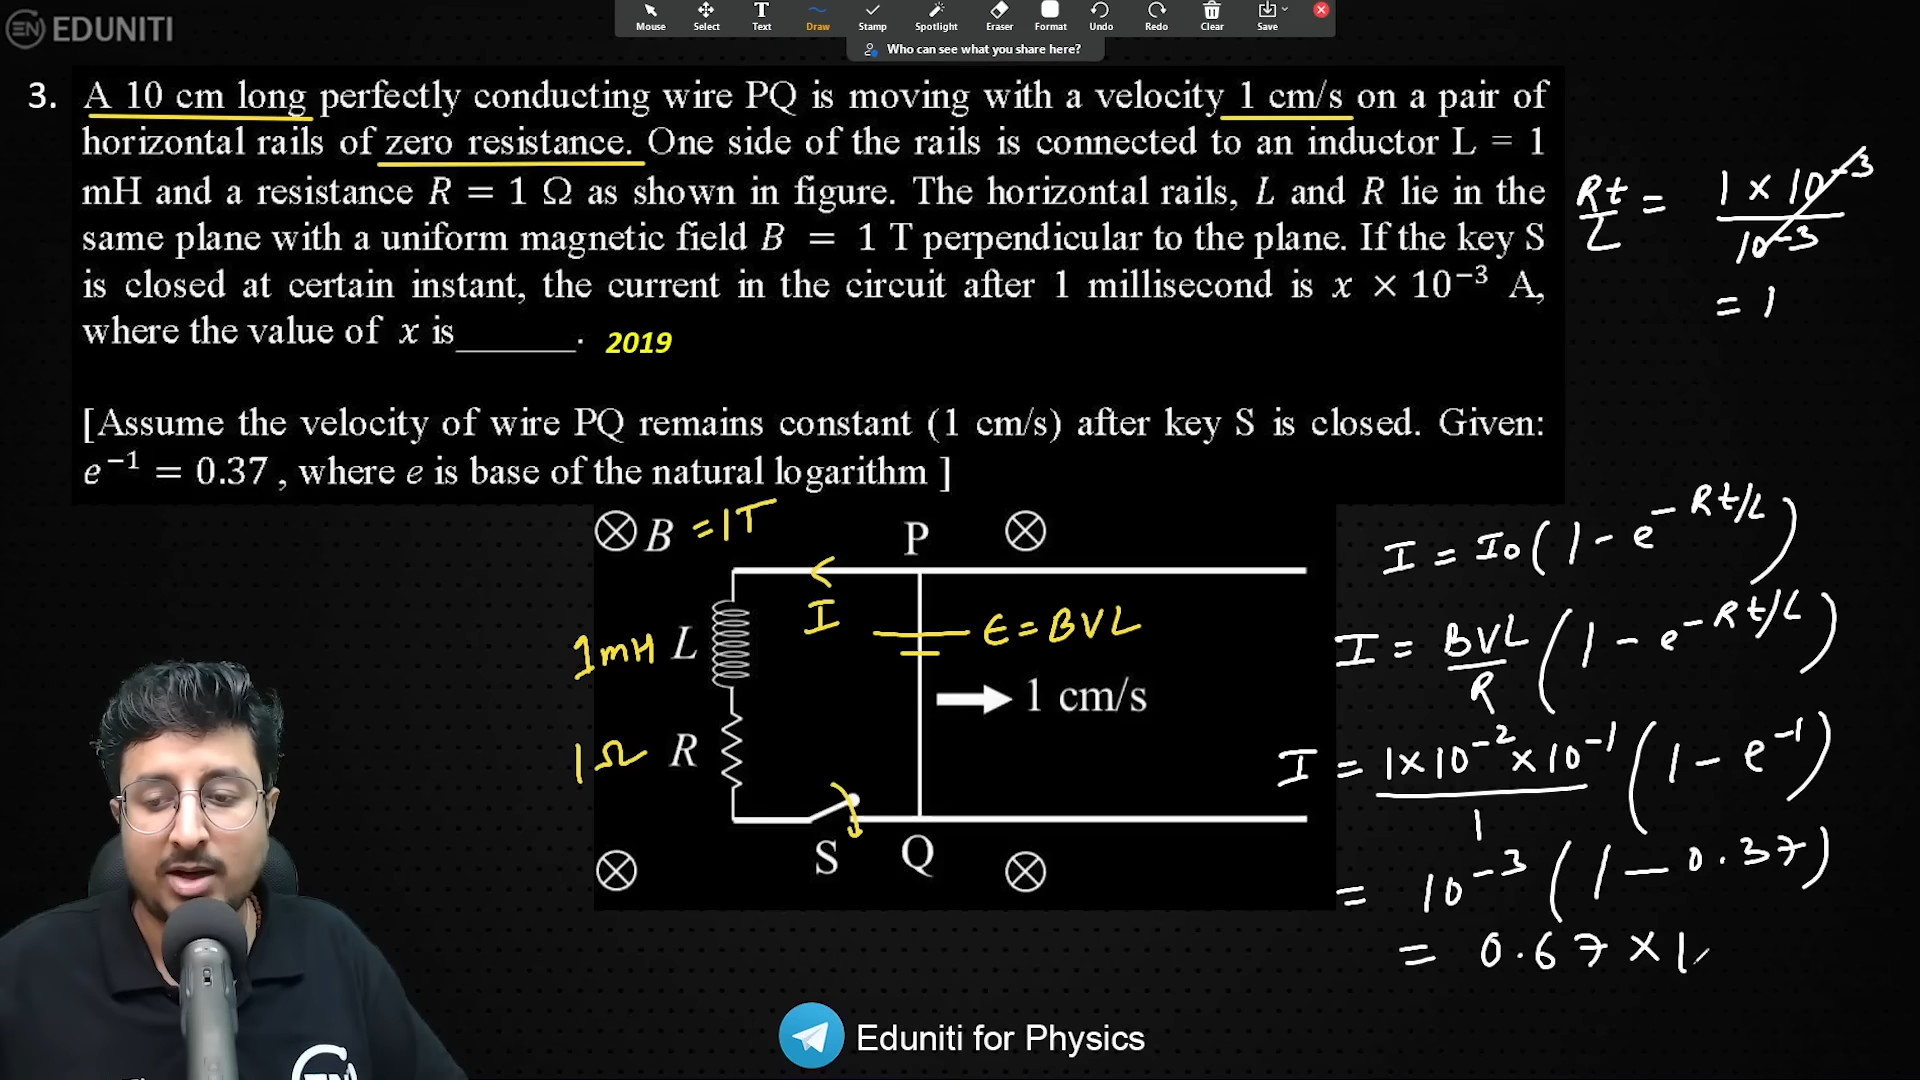 EN EDUNITI
Mouse Select Text Draw Stamp Spotlight Eraser Format Undo Redo Clear Save
Who can see what you share here?
3. A 10 cm long perfectly conducting wire PQ is moving with a velocity 1 cm/s on a pair of
horizontal rails of zero resistance. One side of the rails is connected to an inductor L = 1
mH and a resistance R = 1 Ω as shown in figure. The horizontal rails, L and R lie in the
same plane with a uniform magnetic field B = 1 T perpendicular to the plane. If the key S
is closed at certain instant, the current in the circuit after 1 millisecond is x × 10⁻³ A,
where the value of x is_______. 2019
[Assume the velocity of wire PQ remains constant (1 cm/s) after key S is closed. Given:
e⁻¹ = 0.37 , where e is base of the natural logarithm ]
Rt/L = 1 × 10⁻³ / 10⁻³
= 1
B = 1T P
I
1mH L ε = BVL
1 cm/s
1Ω R
S Q
I = I0 (1 - e^-Rt/L)
I = BVL/R (1 - e^-Rt/L)
I = 1×10⁻²×10⁻¹/1 (1 - e⁻¹)
= 10⁻³ (1 - 0.37)
= 0.67 × 1
Eduniti for Physics